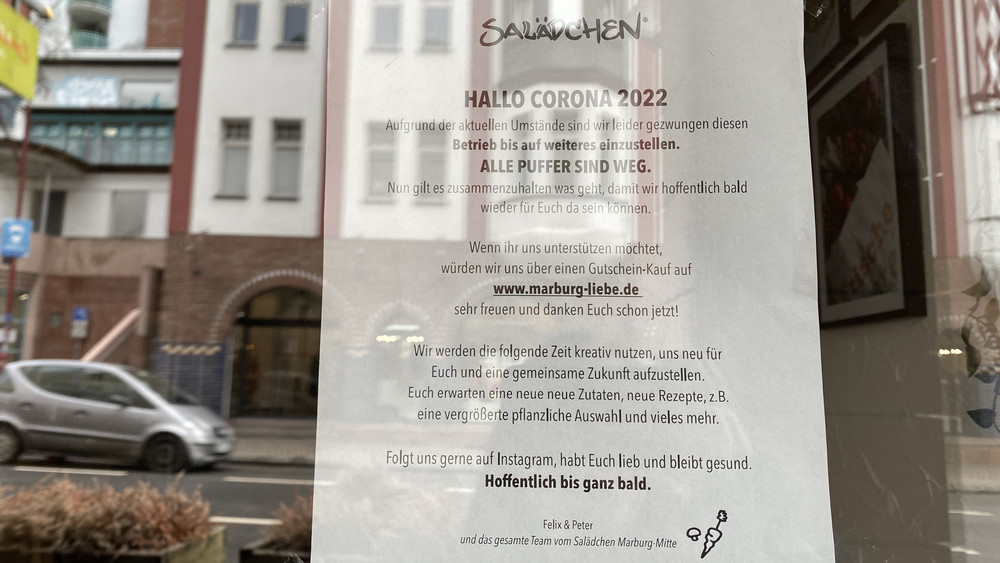 SALÄDCHEN®
HALLO CORONA 2022
Aufgrund der aktuellen Umstände sind wir leider gezwungen diesen
Betrieb bis auf weiteres einzustellen.
ALLE PUFFER SIND WEG.
Nun gilt es zusammenzuhalten was geht, damit wir hoffentlich bald
wieder für Euch da sein können.
Wenn ihr uns unterstützen möchtet,
würden wir uns über einen Gutschein-Kauf auf
www.marburg-liebe.de
sehr freuen und danken Euch schon jetzt!
Wir werden die folgende Zeit kreativ nutzen, uns neu für
Euch und eine gemeinsame Zukunft aufzustellen.
Euch erwarten eine neue neue Zutaten, neue Rezepte, z.B.
eine vergrößerte pflanzliche Auswahl und vieles mehr.
Folgt uns gerne auf Instagram, habt Euch lieb und bleibt gesund.
Hoffentlich bis ganz bald.
Felix & Peter
und das gesamte Team vom Salädchen Marburg-Mitte